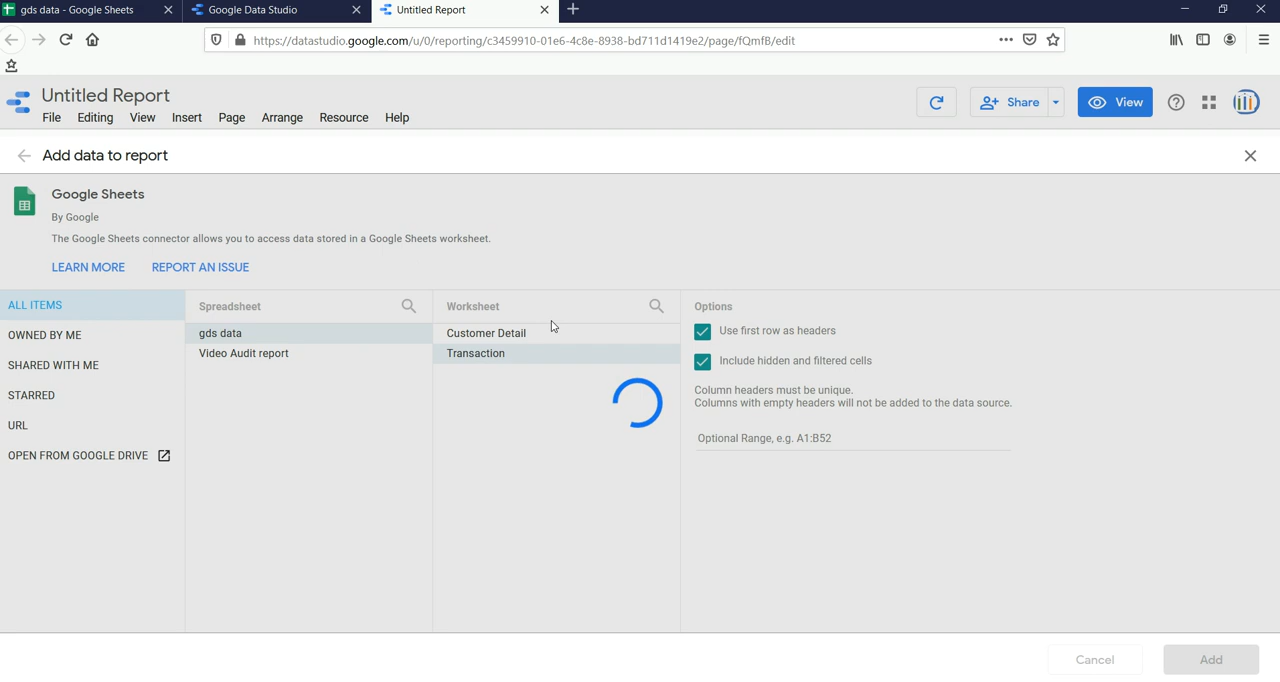 gds data - Google Sheets
Google Data Studio
Untitled Report
https://datastudio.google.com/u/0/reporting/c3459910-01e6-4c8e-8938-bd711d1419e2/page/fQmfB/edit
Untitled Report
File Editing View Insert Page Arrange Resource Help
Share
View
Add data to report
Google Sheets
By Google
The Google Sheets connector allows you to access data stored in a Google Sheets worksheet.
LEARN MORE REPORT AN ISSUE
ALL ITEMS
OWNED BY ME
SHARED WITH ME
STARRED
URL
OPEN FROM GOOGLE DRIVE
Spreadsheet
gds data
Video Audit report
Worksheet
Customer Detail
Transaction
Options
Use first row as headers
Include hidden and filtered cells
Column headers must be unique.
Columns with empty headers will not be added to the data source.
Optional Range, e.g. A1:B52
Cancel
Add